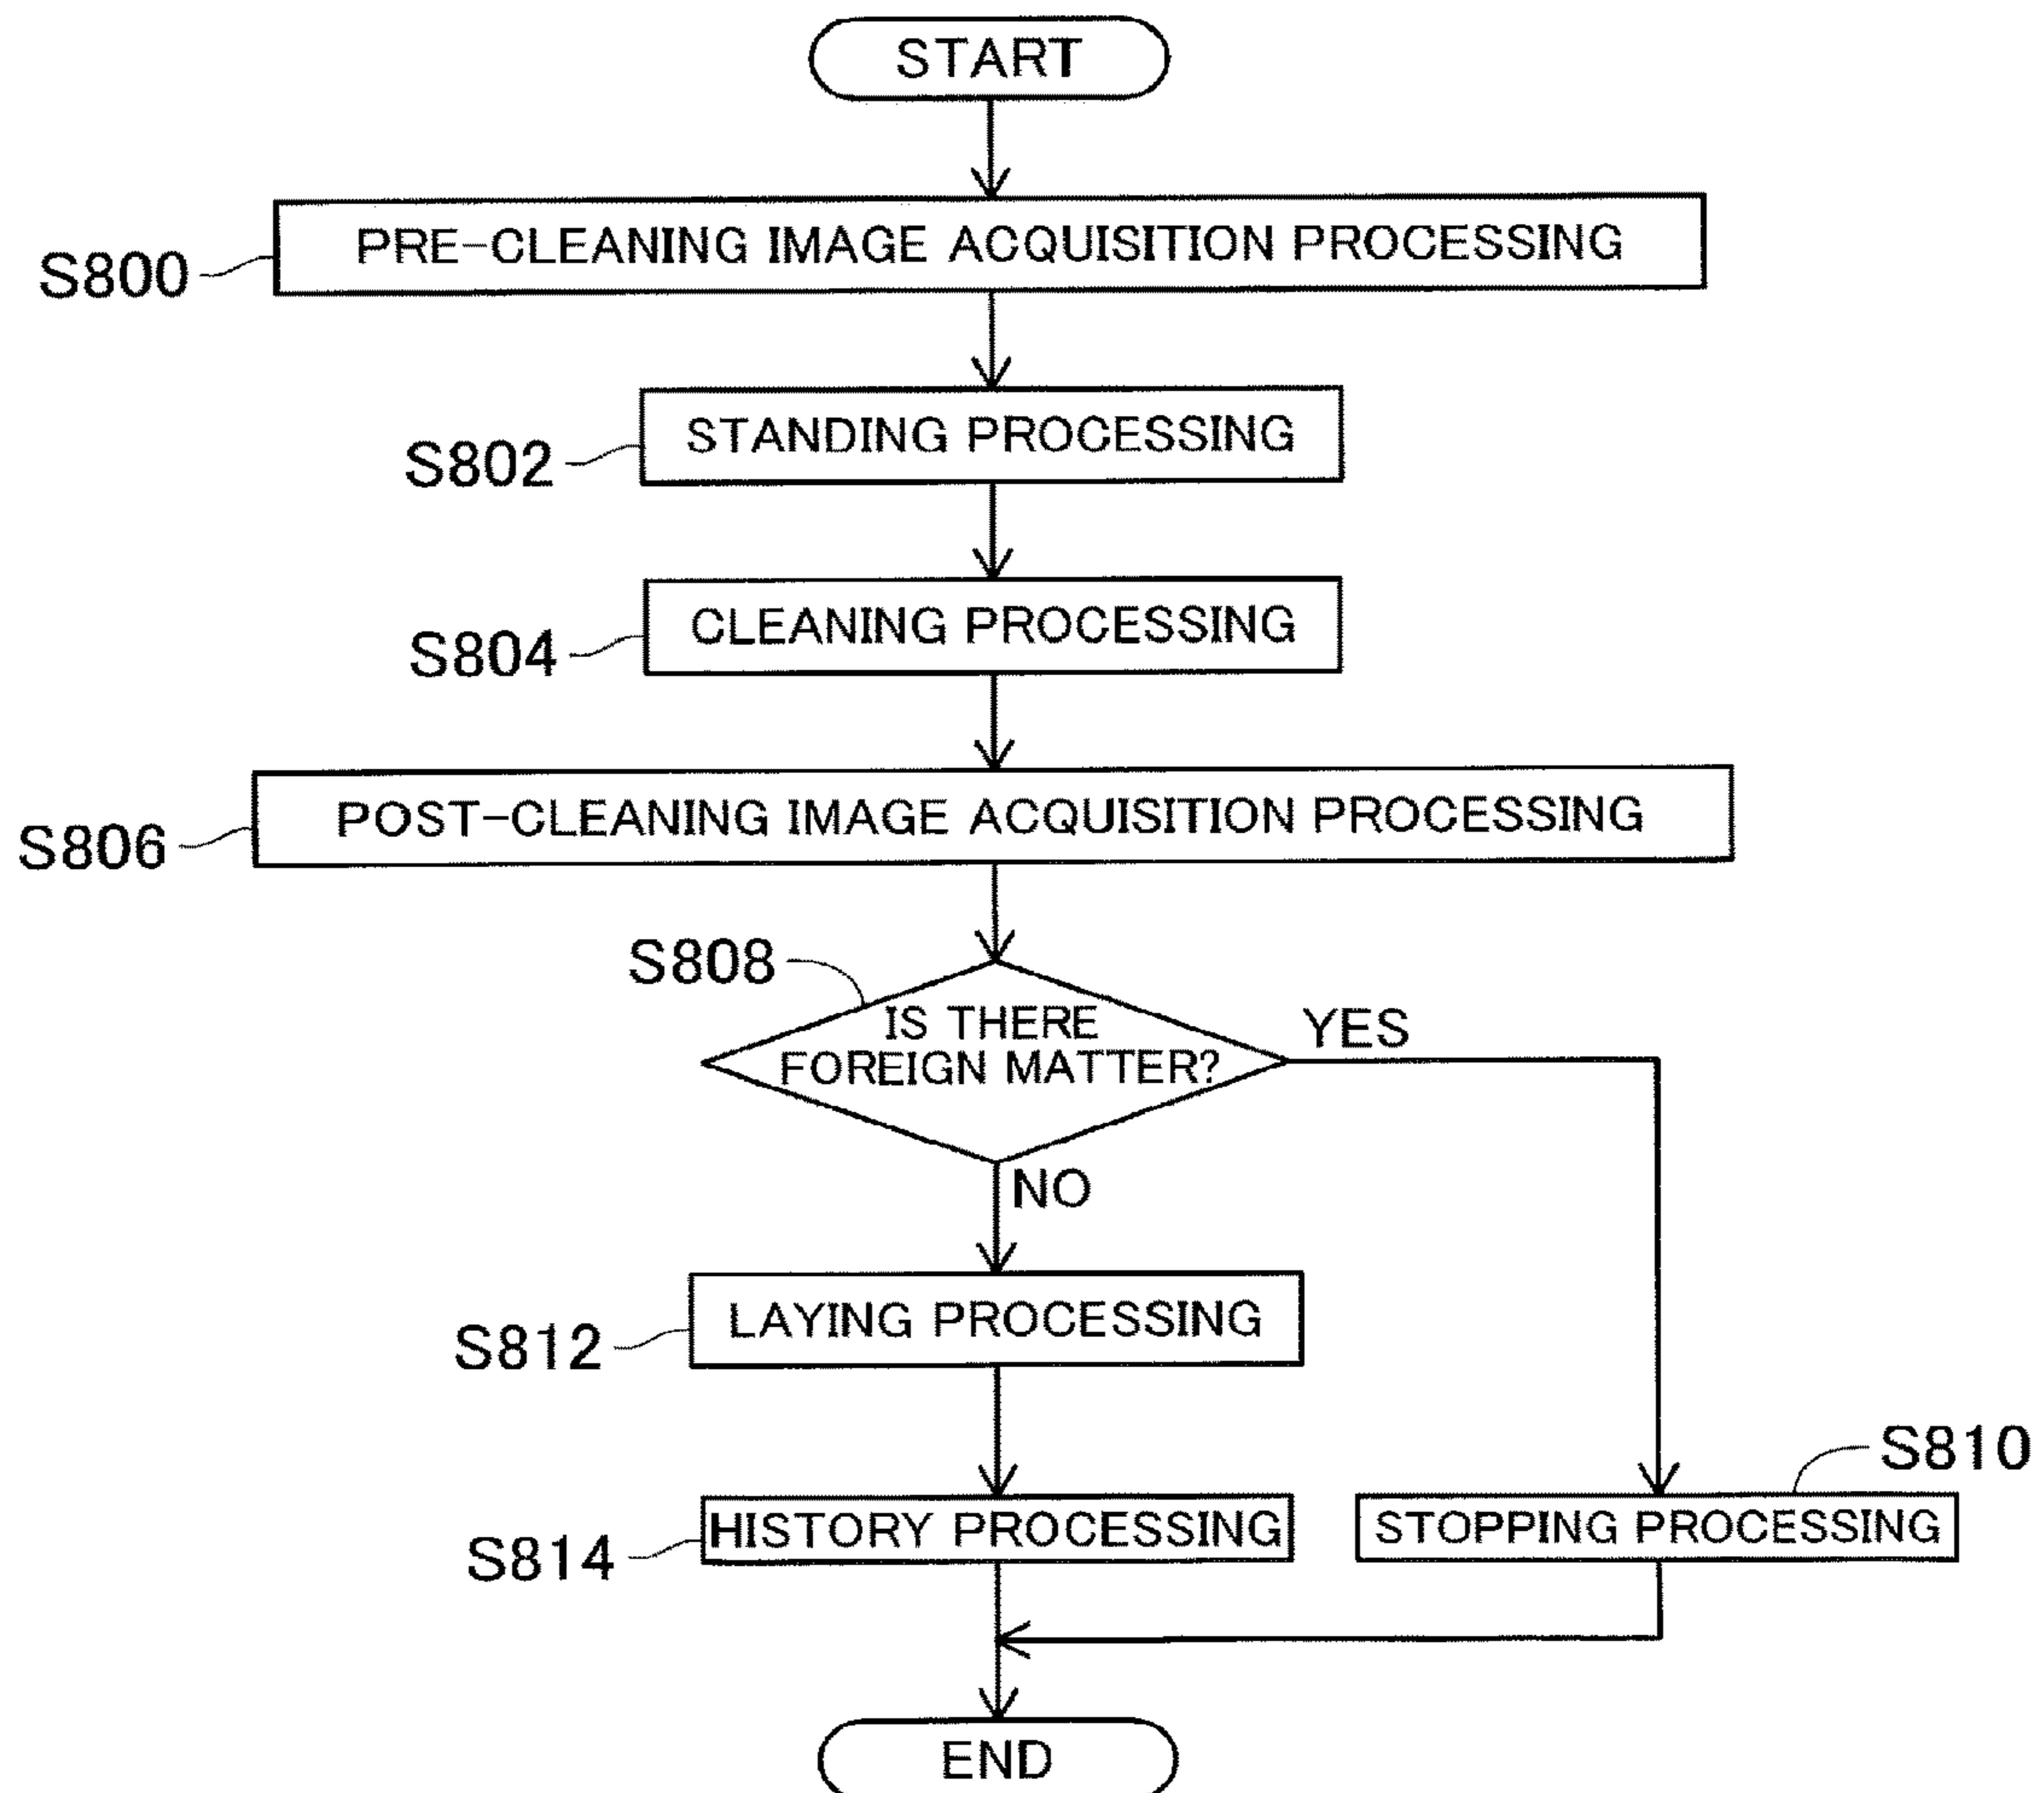 START
S800
PRE-CLEANING IMAGE ACQUISITION PROCESSING
S802
STANDING PROCESSING
S804
CLEANING PROCESSING
S806
POST-CLEANING IMAGE ACQUISITION PROCESSING
S808
IS THERE
FOREIGN MATTER?
YES
NO
S812
LAYING PROCESSING
S810
S814
HISTORY PROCESSING
STOPPING PROCESSING
END